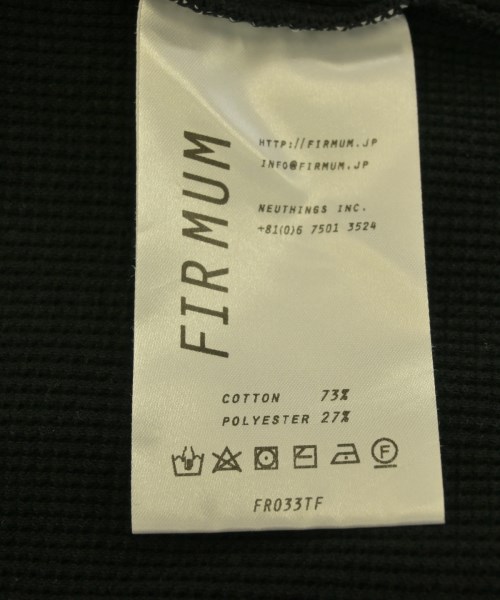 FIRMUM
HTTP://FIRMUM.JP
INFO@FIRMUM.JP
NEUTHINGS INC.
+81(0)6 7501 3524
COTTON 73%
POLYESTER 27%
F
FR033TF